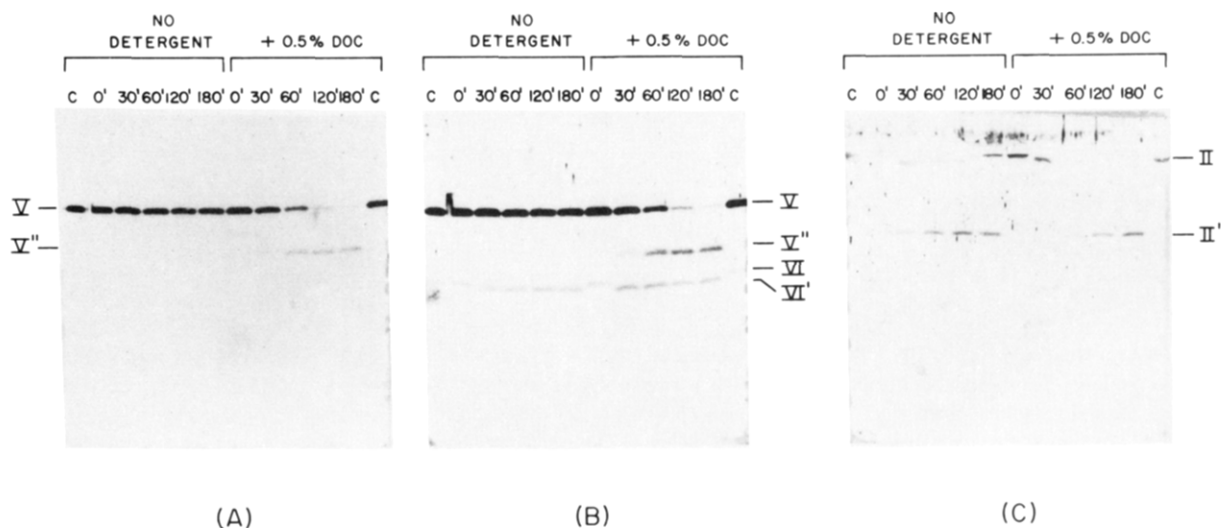 NO
DETERGENT
+ 0.5% DOC
C 0' 30' 60' 120' 180' 0' 30' 60' 120' 180' C
V
V"
(A)
NO
DETERGENT
+ 0.5% DOC
C 0' 30' 60' 120' 180' 0' 30' 60' 120' 180' C
V
V"
VI
VI'
(B)
NO
DETERGENT
+ 0.5% DOC
C 0' 30' 60' 120' 180' 0' 30' 60' 120' 180' C
II
II'
(C)